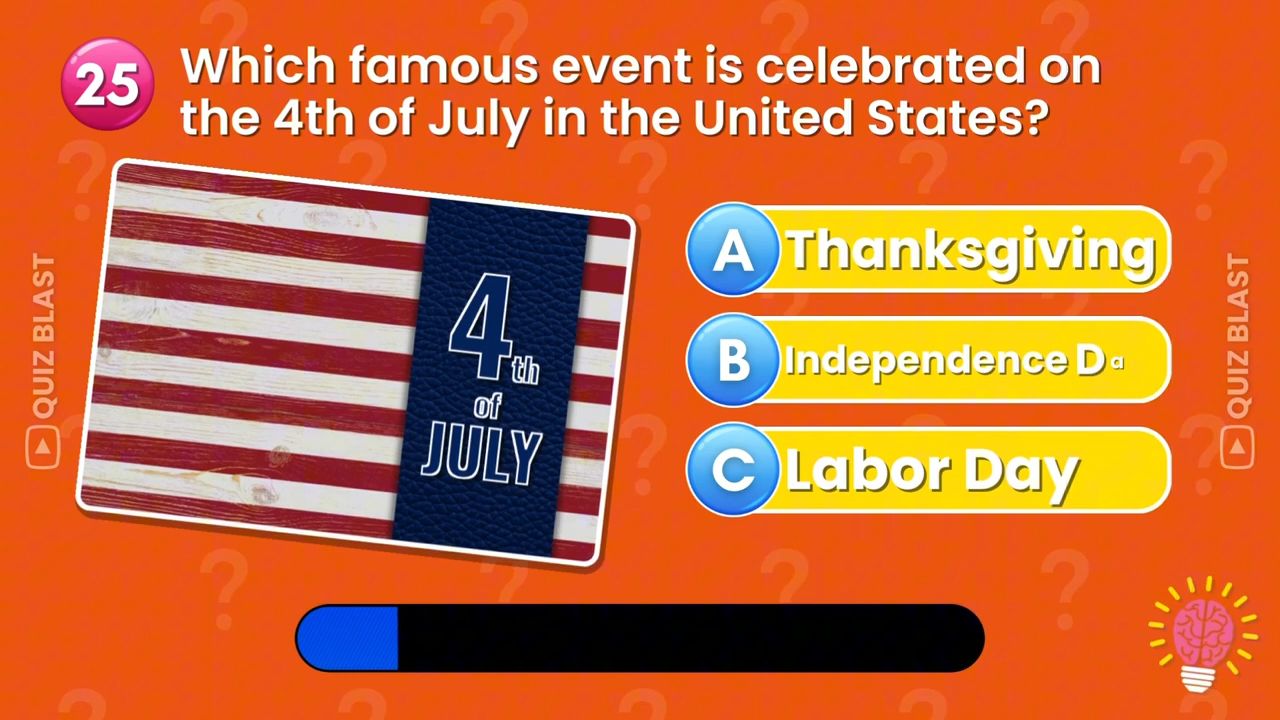 25
Which famous event is celebrated on
the 4th of July in the United States?
4th
of
JULY
A Thanksgiving
B Independence Da
C Labor Day
QUIZ BLAST
QUIZ BLAST